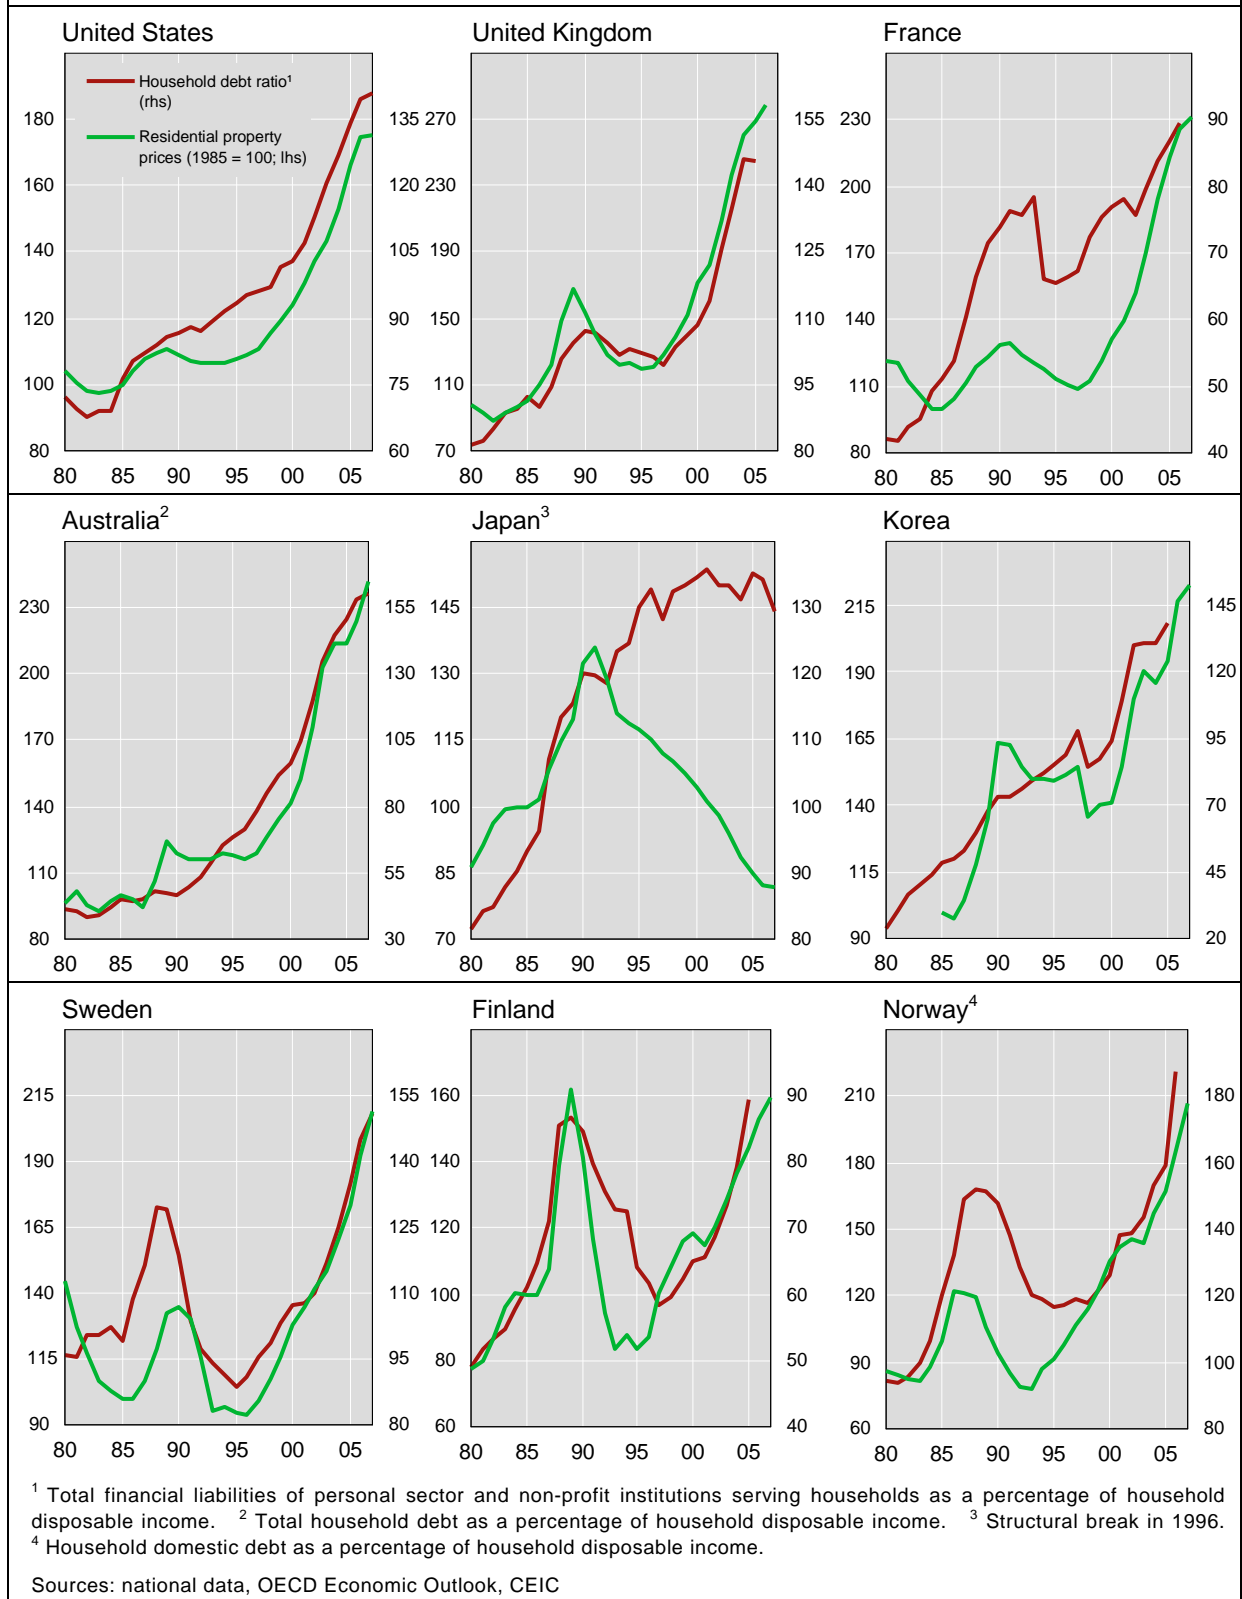 United States
United Kingdom
France
Household debt ratio¹
(rhs)
Residential property
prices (1985 = 100; lhs)
180 135 270 155 230 90
160 120 230 140 200 80
140 105 190 125 170 70
120 90 150 110 140 60
100 75 110 95 110 50
80 60 70 80 80 40
80 85 90 95 00 05 80 85 90 95 00 05 80 85 90 95 00 05
Australia²
Japan³
Korea
230 155 145 130 215 145
200 130 130 120 190 120
170 105 115 110 165 95
140 80 100 100 140 70
110 55 85 90 115 45
80 30 70 80 90 20
80 85 90 95 00 05 80 85 90 95 00 05 80 85 90 95 00 05
Sweden
Finland
Norway⁴
215 155 160 90 210 180
190 140 140 80 180 160
165 125 120 70 150 140
140 110 100 60 120 120
115 95 80 50 90 100
90 80 60 40 60 80
80 85 90 95 00 05 80 85 90 95 00 05 80 85 90 95 00 05
¹ Total financial liabilities of personal sector and non-profit institutions serving households as a percentage of household
disposable income. ² Total household debt as a percentage of household disposable income. ³ Structural break in 1996.
⁴ Household domestic debt as a percentage of household disposable income.
Sources: national data, OECD Economic Outlook, CEIC